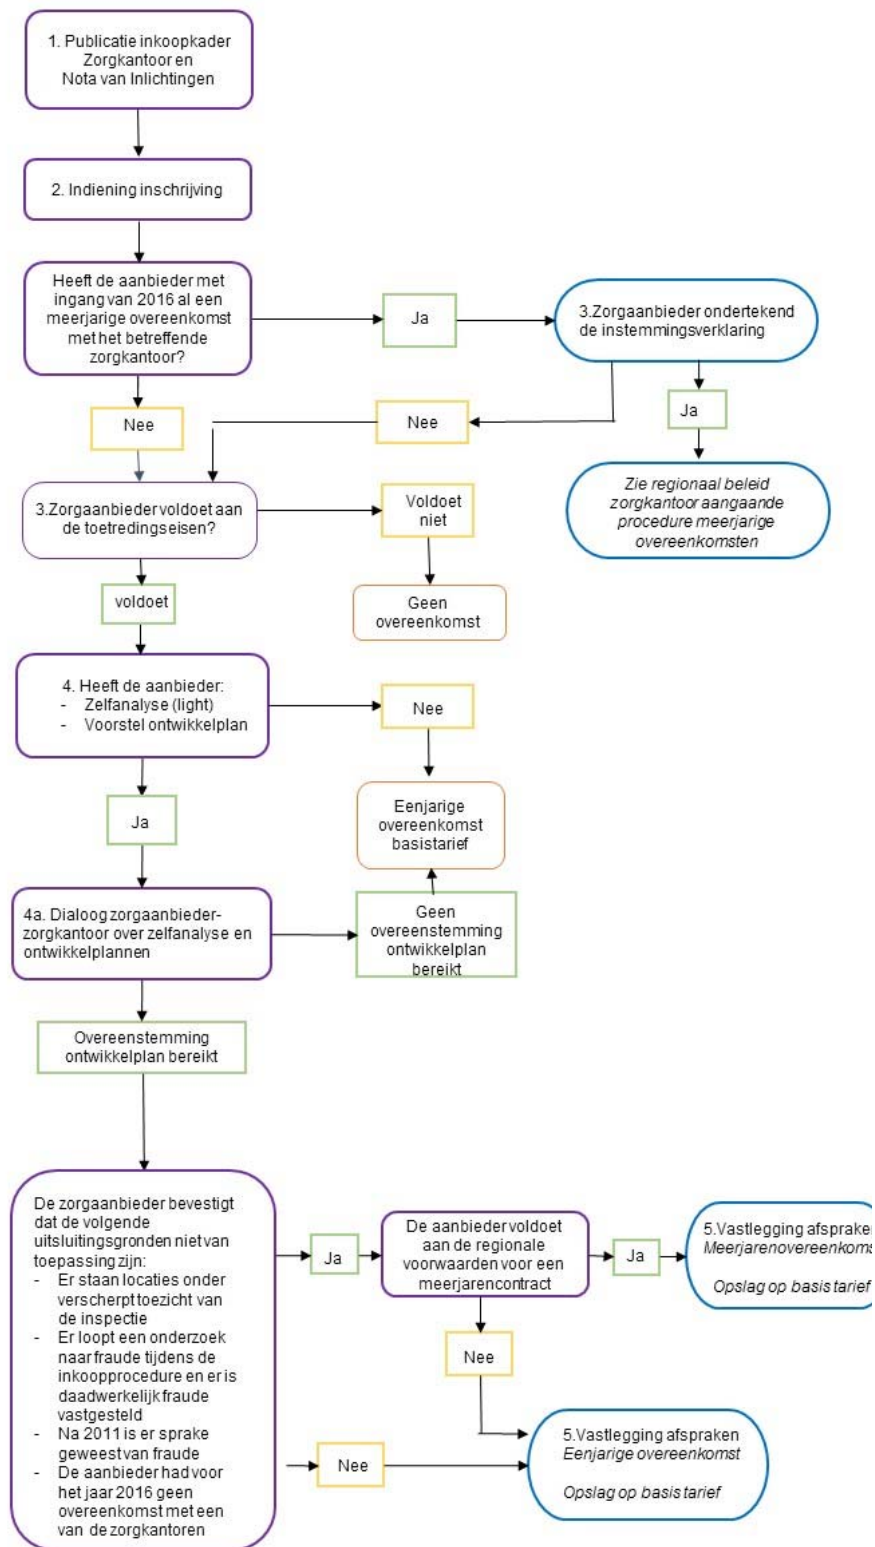 1. Publicatie inkoopkader
Zorgkantoor en
Nota van Inlichtingen
2. Indiening inschrijving
Heeft de aanbieder met
ingang van 2016 al een
meerjarige overeenkomst
met het betreffende
zorgkantoor?
Ja
3.Zorgaanbieder ondertekend
de instemmingsverklaring
Nee
Nee
Ja
Zie regionaal beleid
zorgkantoor aangaande
procedure meerjarige
overeenkomsten
3.Zorgaanbieder voldoet aan
de toetredingseisen?
Voldoet
niet
Geen
overeenkomst
voldoet
4. Heeft de aanbieder:
- Zelfanalyse (light)
- Voorstel ontwikkelplan
Nee
Eenjarige
overeenkomst
basistarief
Ja
4a. Dialoog zorgaanbieder-
zorgkantoor over zelfanalyse en
ontwikkelplannen
Geen
overeenstemming
ontwikkelplan
bereikt
Overeenstemming
ontwikkelplan bereikt
De zorgaanbieder bevestigt
dat de volgende
uitsluitingsgronden niet van
toepassing zijn:
- Er staan locaties onder
verscherpt toezicht van
de inspectie
- Er loopt een onderzoek
naar fraude tijdens de
inkoopprocedure en er is
daadwerkelijk fraude
vastgesteld
- Na 2011 is er sprake
geweest van fraude
- De aanbieder had voor
het jaar 2016 geen
overeenkomst met een
van de zorgkantoren
Ja
De aanbieder voldoet
aan de regionale
voorwaarden voor een
meerjarencontract
Ja
5.Vastlegging afspraken
Meerjarenovereenkoms
Opslag op basis tarief
Nee
Nee
5.Vastlegging afspraken
Eenjarige overeenkomst
Opslag op basis tarief